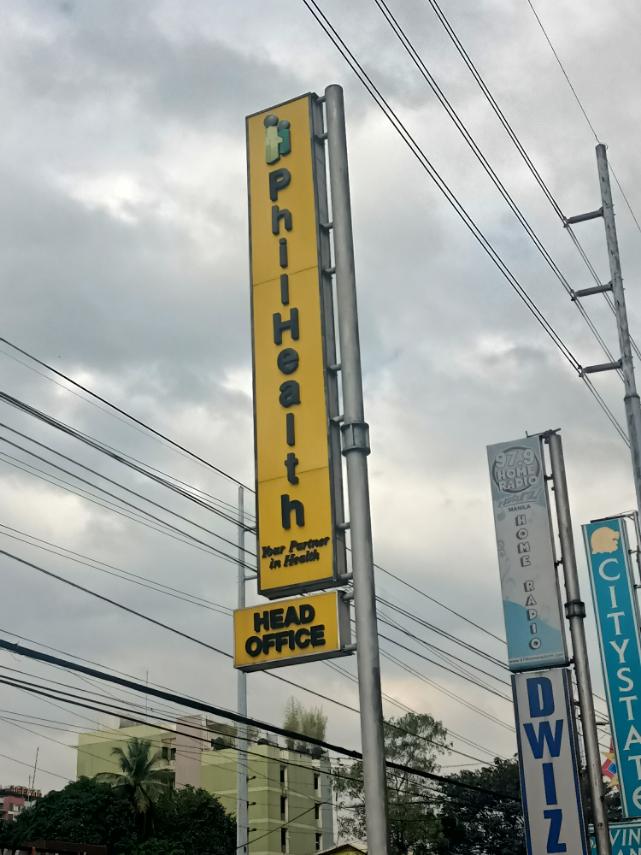 PhilHealth
Your Partner
in Health
HEAD
OFFICE
97.9
HOME
RADIO
MANILA
HOME RADIO
DWIZ
CITYSTATE